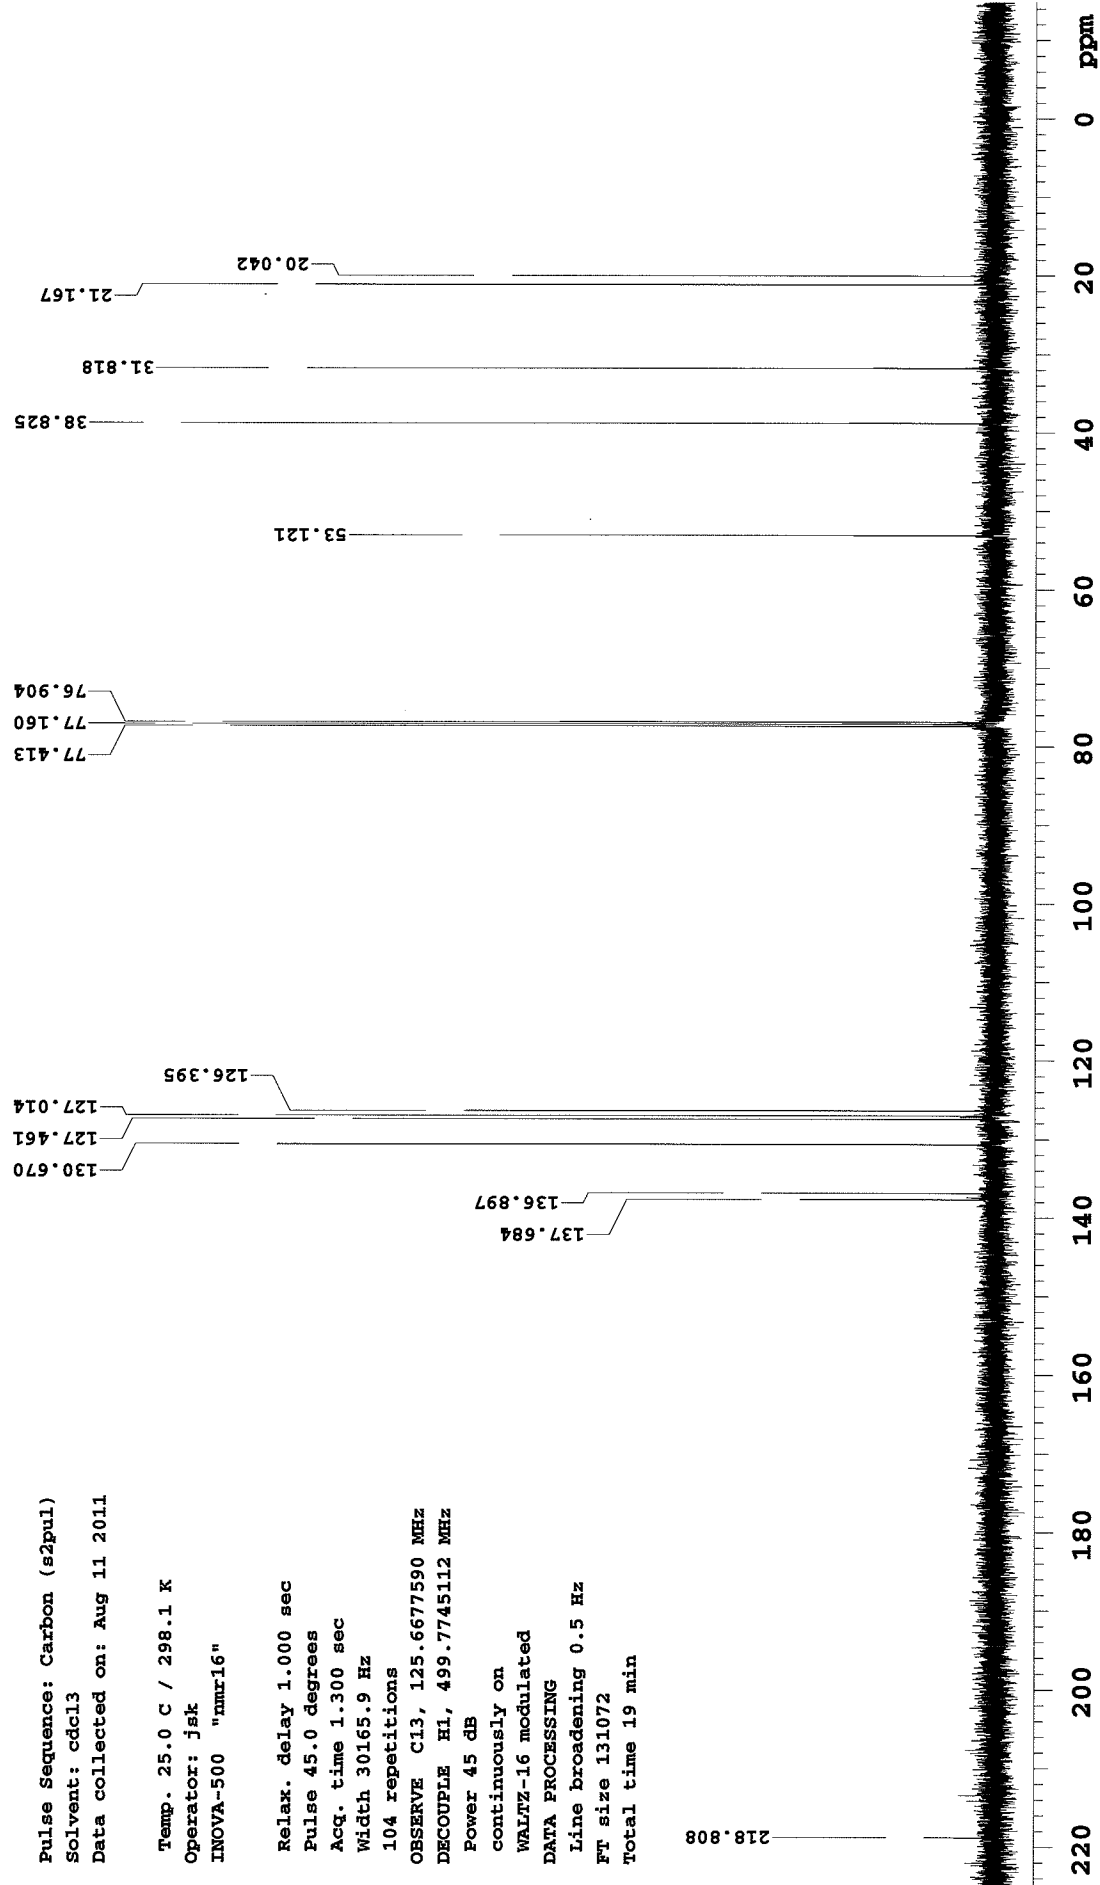 Pulse Sequence: Carbon (s2pul)
Solvent: cdcl3
Data collected on: Aug 11 2011
Temp. 25.0 C / 298.1 K
Operator: jsk
INOVA-500 "nmr16"
Relax. delay 1.000 sec
Pulse 45.0 degrees
Acq. time 1.300 sec
Width 30165.9 Hz
104 repetitions
OBSERVE C13, 125.6677590 MHz
DECOUPLE H1, 499.7745112 MHz
Power 45 dB
continuously on
WALTZ-16 modulated
DATA PROCESSING
Line broadening 0.5 Hz
FT size 131072
Total time 19 min
218.808
137.684
136.897
130.670
127.461
127.014
126.395
77.413
77.160
76.904
53.121
38.825
31.818
21.167
20.042
220 200 180 160 140 120 100 80 60 40 20 0 ppm